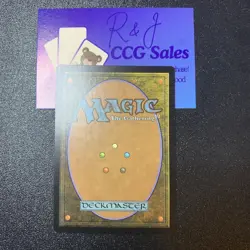 R & J
CCG Sales
MAGIC
The Gathering
DECKMASTER